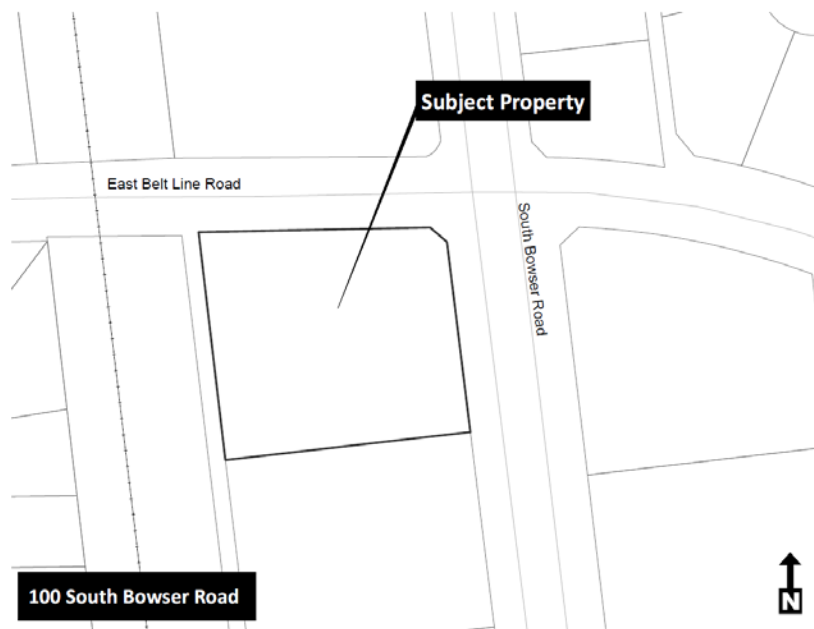 Subject Property
East Belt Line Road
South Bowser Road
100 South Bowser Road
N